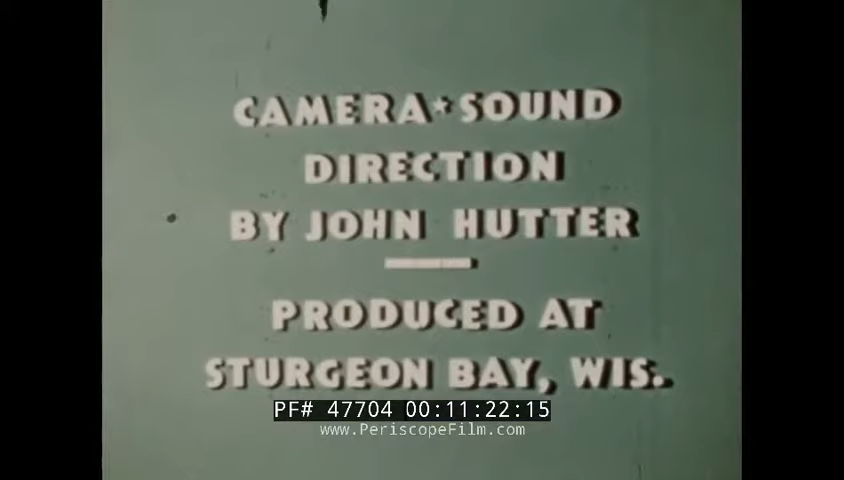 CAMERA*SOUND
DIRECTION
BY JOHN HUTTER
PRODUCED AT
STURGEON BAY, WIS.
PF# 47704 00:11:22:15
www.PeriscopeFilm.com